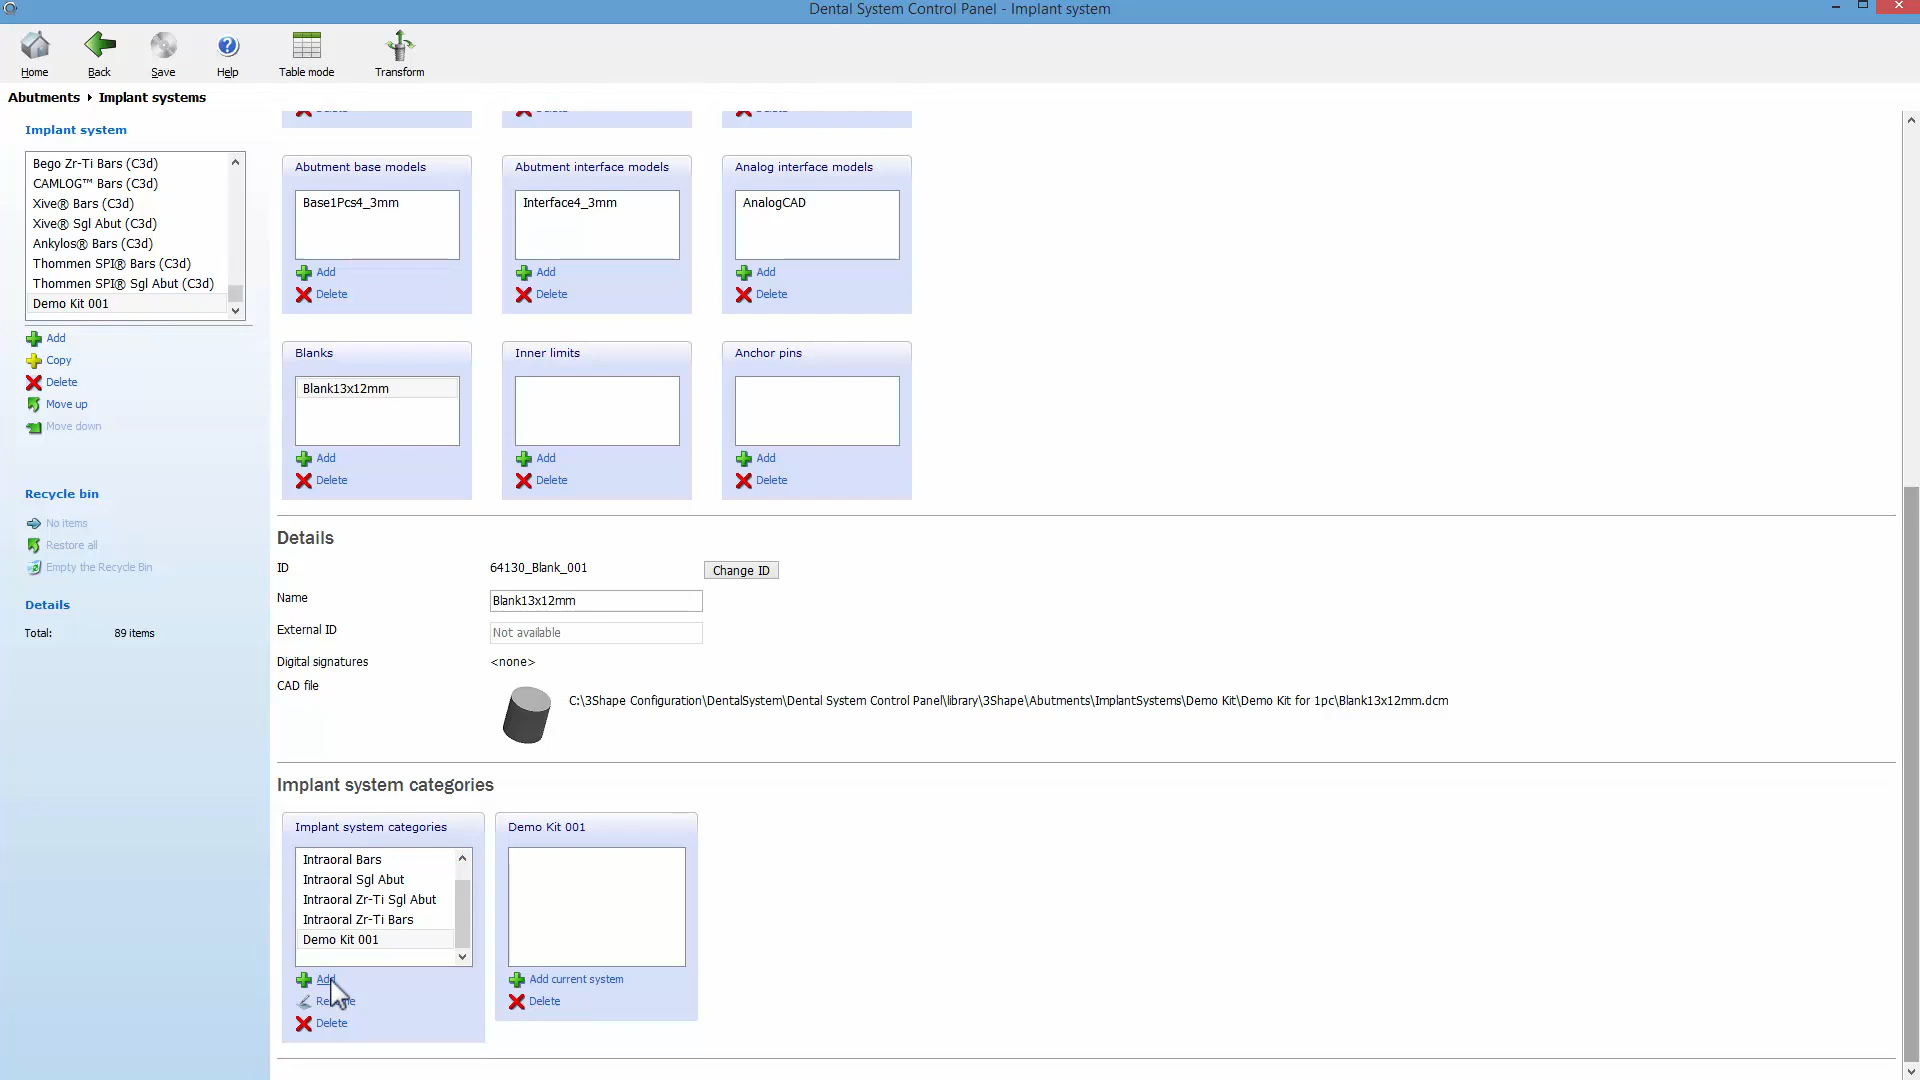 Dental System Control Panel - Implant system
Home
Back
Save
Help
Table mode
Transform
Abutments
Implant systems
Implant system
Bego Zr-Ti Bars (C3d)
CAMLOG™ Bars (C3d)
Xive® Bars (C3d)
Xive® Sgl Abut (C3d)
Ankylos® Bars (C3d)
Thommen SPI® Bars (C3d)
Thommen SPI® Sgl Abut (C3d)
Demo Kit 001
Add
Copy
Delete
Move up
Move down
Recycle bin
No items
Restore all
Empty the Recycle Bin
Details
Total: 89 items
Abutment base models
Base1Pcs4_3mm
Add
Delete
Abutment interface models
Interface4_3mm
Add
Delete
Analog interface models
AnalogCAD
Add
Delete
Blanks
Blank13x12mm
Add
Delete
Inner limits
Add
Delete
Anchor pins
Add
Delete
Details
ID 64130_Blank_001 Change ID
Name Blank13x12mm
External ID Not available
Digital signatures <none>
CAD file C:\3Shape Configuration\DentalSystem\Dental System Control Panel\library\3Shape\Abutments\ImplantSystems\Demo Kit\Demo Kit for 1pc\Blank13x12mm.dcm
Implant system categories
Implant system categories
Intraoral Bars
Intraoral Sgl Abut
Intraoral Zr-Ti Sgl Abut
Intraoral Zr-Ti Bars
Demo Kit 001
Add
Delete
Demo Kit 001
Add current system
Delete